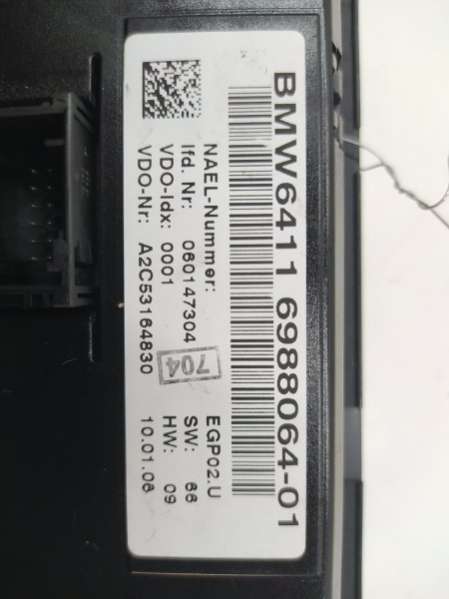 BMW6411 6988064-01
NAEL-Nummer: EGP02.U
lfd. Nr: 060147304 SW: 66
VDO-Idx: 0001 HW: 09
VDO-Nr: A2C53164830 10.01.06
704